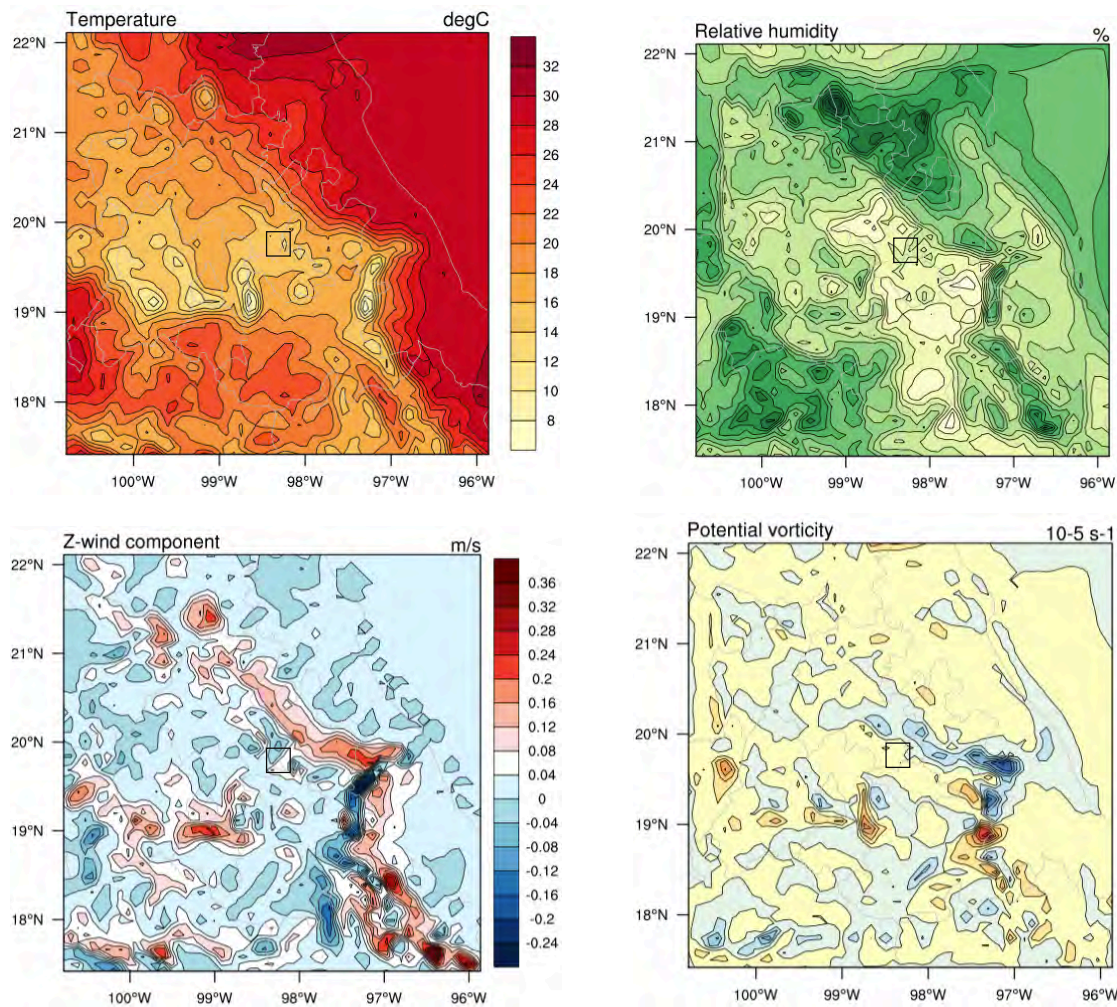 Temperature degC
22°N
21°N
20°N
19°N
18°N
100°W 99°W 98°W 97°W 96°W
32
30
28
26
24
22
20
18
16
14
12
10
8
Relative humidity %
22°N
21°N
20°N
19°N
18°N
100°W 99°W 98°W 97°W 96°W
Z-wind component m/s
22°N
21°N
20°N
19°N
18°N
100°W 99°W 98°W 97°W 96°W
0.36
0.32
0.28
0.24
0.2
0.16
0.12
0.08
0.04
0
-0.04
-0.08
-0.12
-0.16
-0.2
-0.24
Potential vorticity 10-5 s-1
22°N
21°N
20°N
19°N
18°N
100°W 99°W 98°W 97°W 96°W